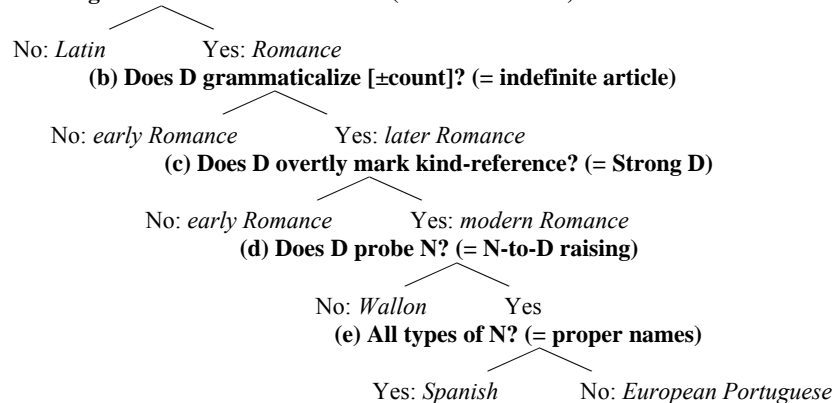 No: Latin Yes: Romance
(b) Does D grammaticalize [±count]? (= indefinite article)
No: early Romance Yes: later Romance
(c) Does D overtly mark kind-reference? (= Strong D)
No: early Romance Yes: modern Romance
(d) Does D probe N? (= N-to-D raising)
No: Wallon Yes
(e) All types of N? (= proper names)
Yes: Spanish No: European Portuguese